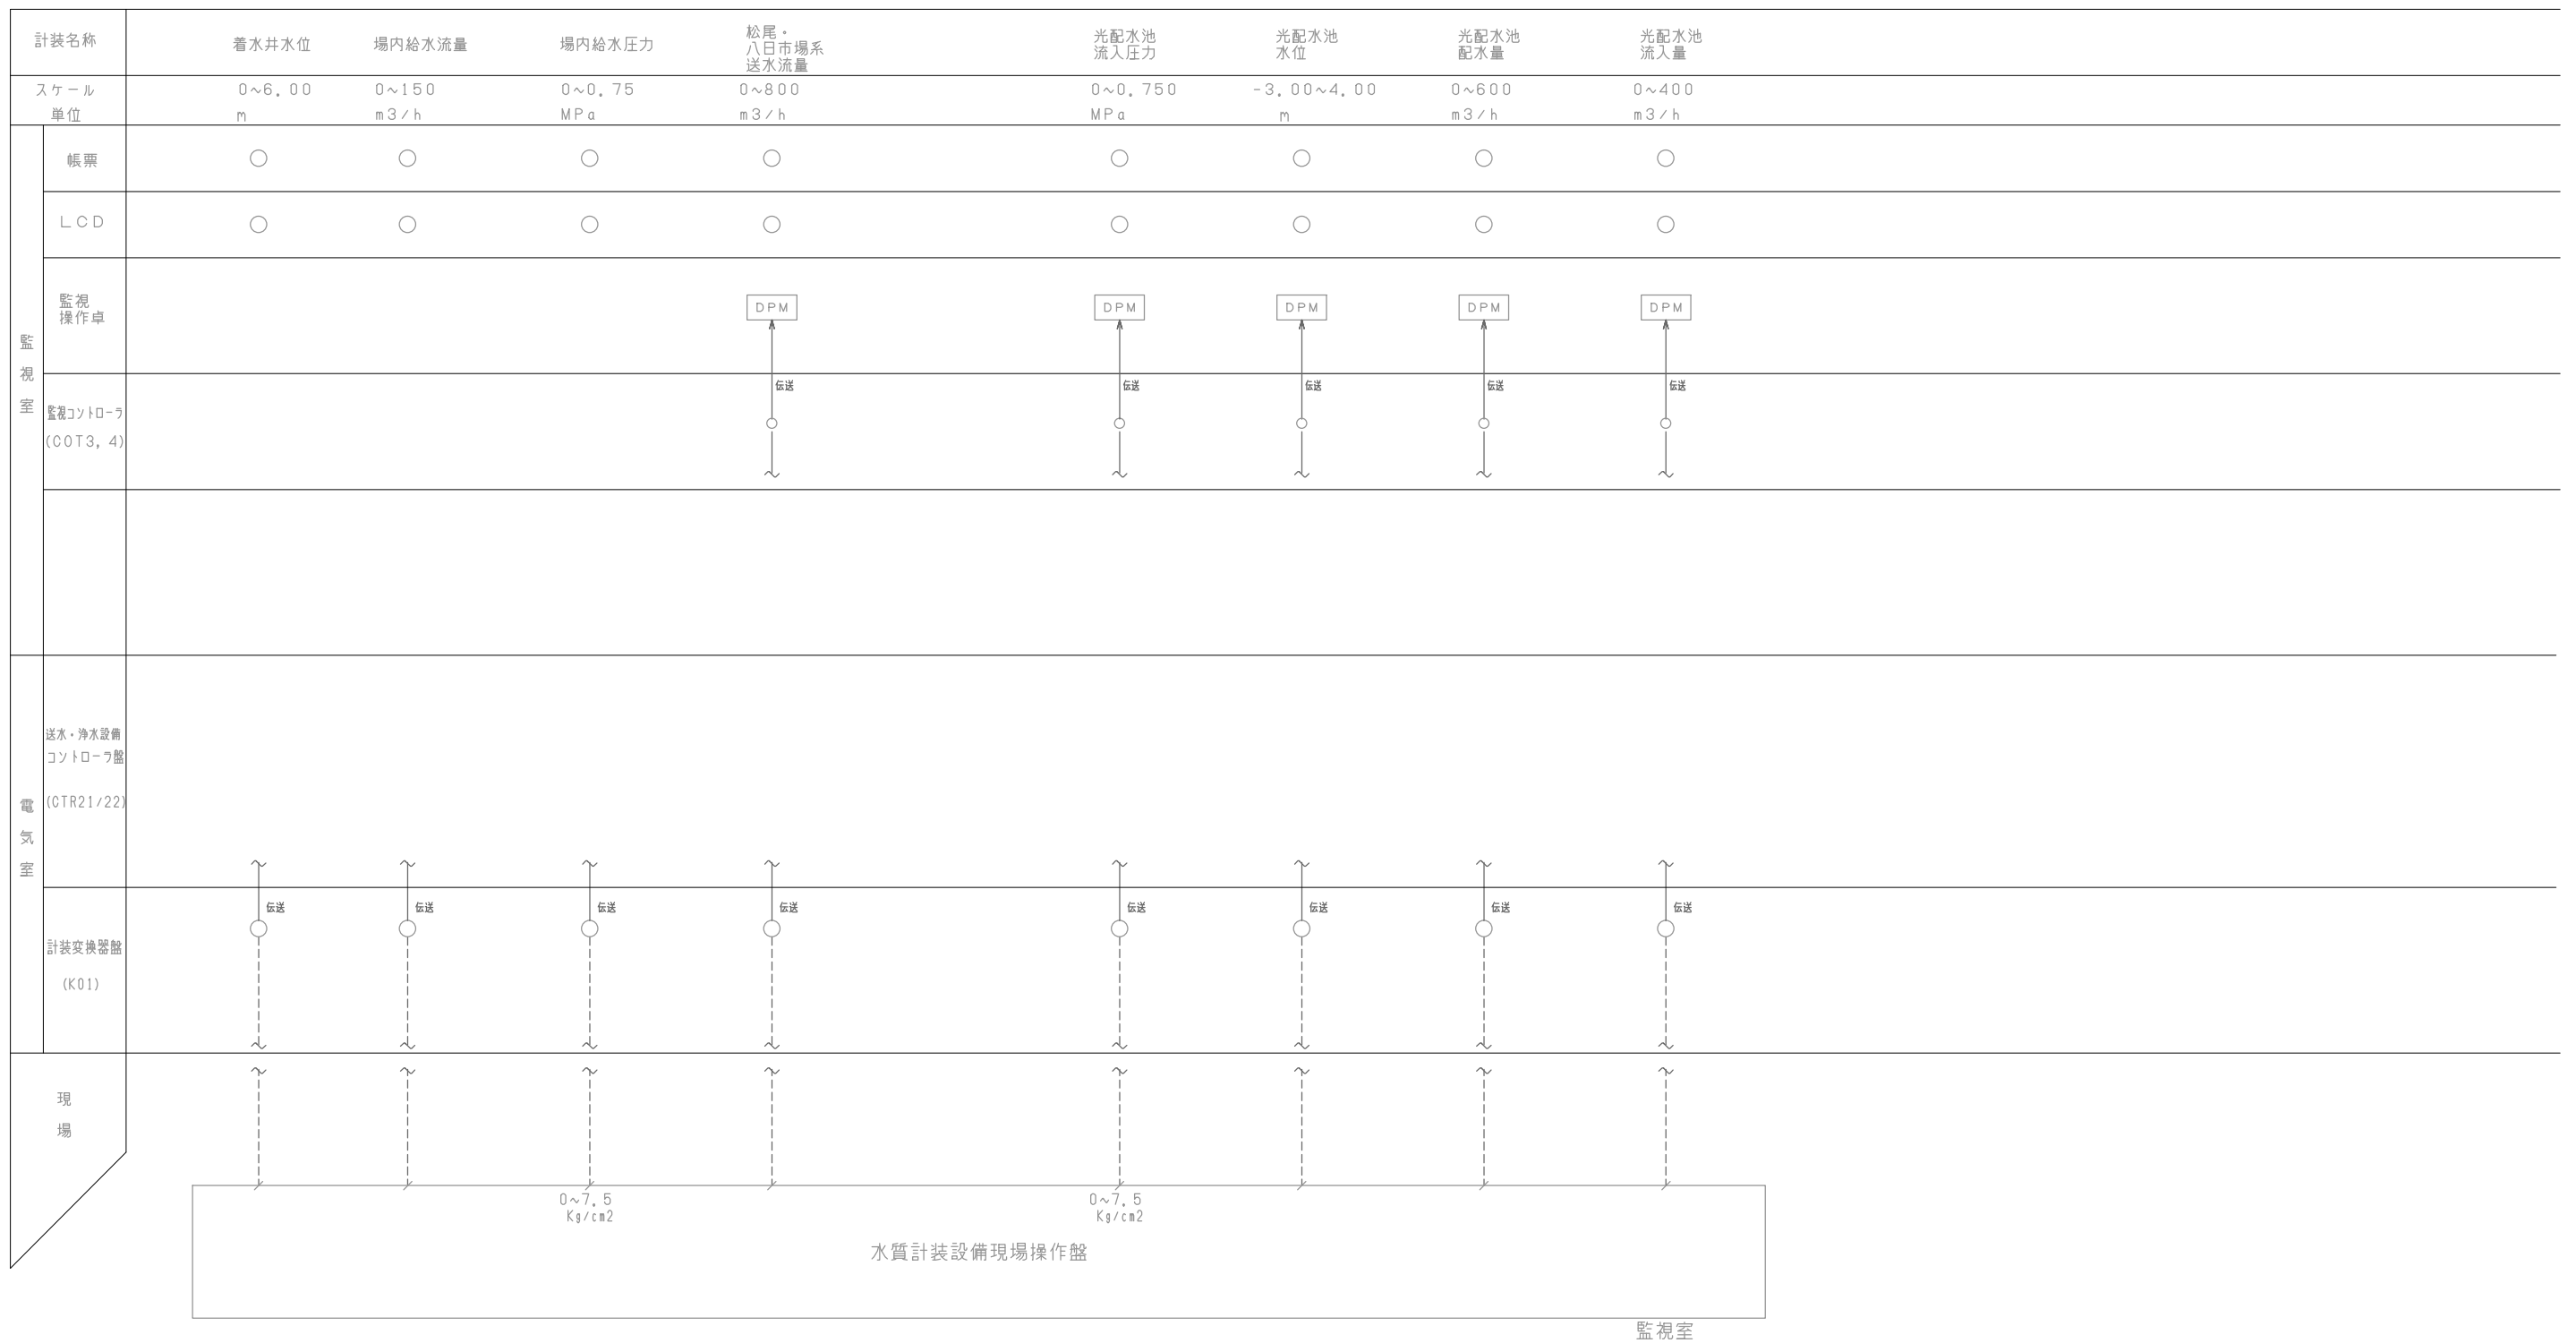 計装名称
着水井水位
場内給水流量
場内給水圧力
松尾・
八日市場系
送水流量
光配水池
流入圧力
光配水池
水位
光配水池
配水量
光配水池
流入量
スケール
単位
0~6.00
m
0~150
m3/h
0~0.75
MPa
0~800
m3/h
0~0.750
MPa
-3.00~4.00
m
0~600
m3/h
0~400
m3/h
監視室
帳票
LCD
監視
操作卓
DPM
DPM
DPM
DPM
DPM
監視コントローラ
(COT3, 4)
伝送
伝送
伝送
伝送
伝送
電気室
送水・浄水設備
コントローラ盤
(CTR21/22)
計装変換器盤
(K01)
伝送
伝送
伝送
伝送
伝送
伝送
伝送
伝送
現場
0~7.5
Kg/cm2
0~7.5
Kg/cm2
水質計装設備現場操作盤
監視室